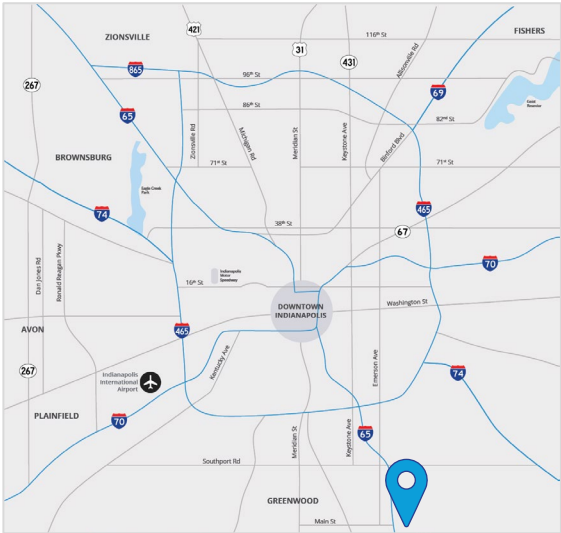 ZIONSVILLE
421
31
116th St
431
Allisonville Rd
FISHERS
865
96th St
267
69
65
86th St
82nd St
Zionsville Rd
Michigan Rd
Meridian St
Keystone Ave
Binford Blvd
BROWNSBURG
71st St
71st St
Eagle Creek
Park
74
465
38th St
67
70
Dan Jones Rd
Ronald Reagan Pkwy
Indianapolis
Motor
Speedway
16th St
DOWNTOWN
INDIANAPOLIS
Washington St
AVON
465
Kentucky Ave
Emerson Ave
267
Indianapolis
International
Airport
74
PLAINFIELD
70
Meridian St
Keystone Ave
65
Southport Rd
GREENWOOD
Main St